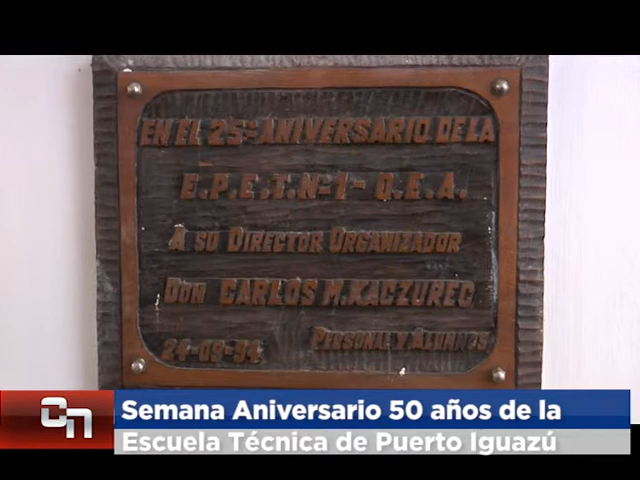 EN EL 25º ANIVERSARIO DE LA
E.P.E.T. Nº 1 - O.E.A.
A SU DIRECTOR ORGANIZADOR
DON CARLOS M. KACZUREC
PERSONAL Y ALUMNOS
24-09-94
Semana Aniversario 50 años de la
CN Escuela Técnica de Puerto Iguazú